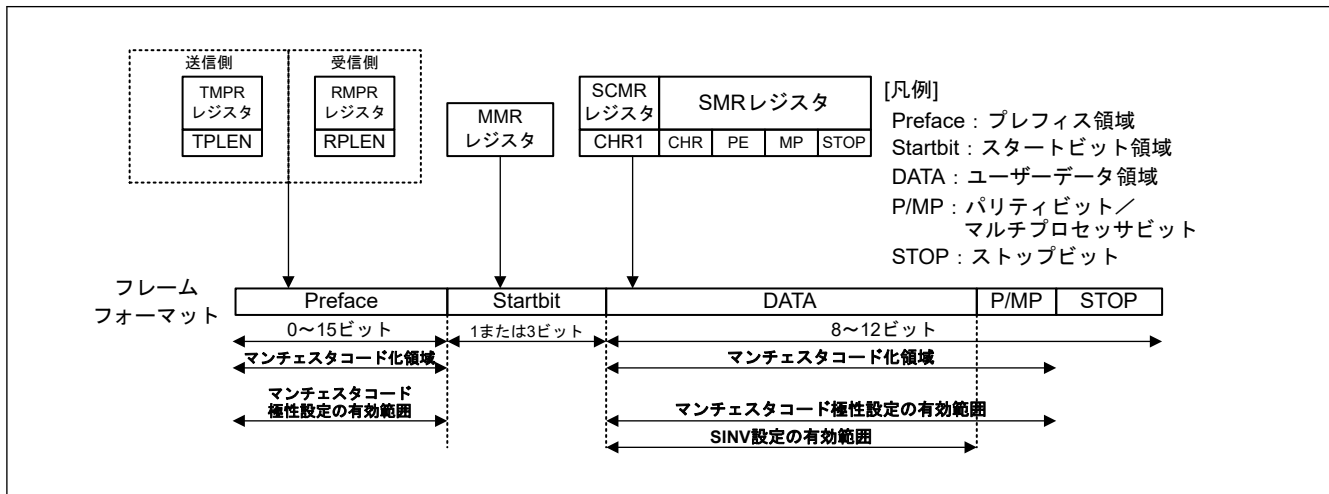 送信側
受信側
TMPR
レジスタ
TPLEN
RMPR
レジスタ
RPLEN
MMR
レジスタ
SCMR
レジスタ
CHR1
SMRレジスタ
CHR PE MP STOP
[凡例]
Preface：プレフィス領域
Startbit：スタートビット領域
DATA：ユーザーデータ領域
P/MP：パリティビット／
マルチプロセッサビット
STOP：ストップビット
フレーム
フォーマット
Preface Startbit DATA P/MP STOP
0～15ビット 1または3ビット 8～12ビット
マンチェスタコード化領域 マンチェスタコード化領域
マンチェスタコード
極性設定の有効範囲
マンチェスタコード極性設定の有効範囲
SINV設定の有効範囲